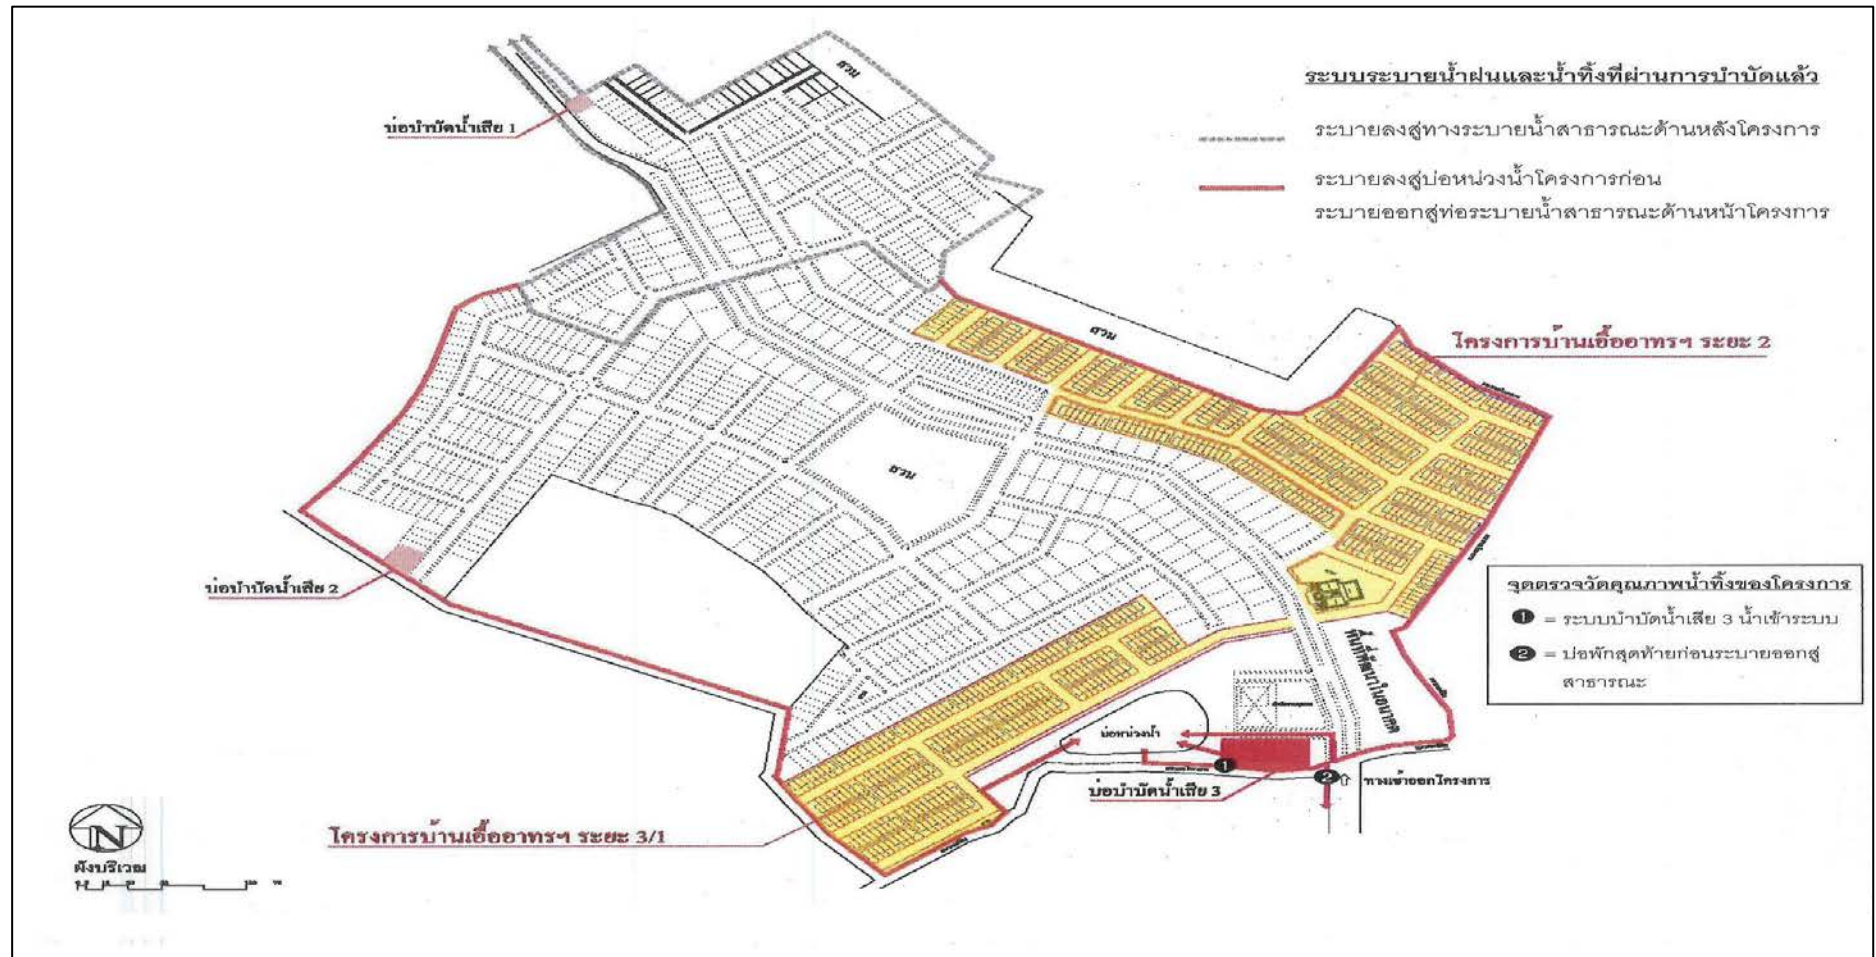 ระบบระบายน้ำฝนและน้ำทิ้งที่ผ่านการบำบัดแล้ว
ระบายลงสู่ทางระบายน้ำสาธารณะด้านหลังโครงการ
ระบายลงสู่บ่อหน่วงน้ำโครงการก่อน
ระบายออกสู่ท่อระบายน้ำสาธารณะด้านหน้าโครงการ
สวน
บ่อบำบัดน้ำเสีย 1
สวน
โครงการบ้านเอื้ออาทรฯ ระยะ 2
สวน
บ่อบำบัดน้ำเสีย 2
จุดตรวจวัดคุณภาพน้ำทิ้งของโครงการ
❶ = ระบบบำบัดน้ำเสีย 3 น้ำเข้าระบบ
❷ = บ่อพักสุดท้ายก่อนระบายออกสู่
สาธารณะ
พื้นที่พัฒนาในอนาคต
บ่อหน่วงน้ำ
1
2
ทางเข้าออกโครงการ
บ่อบำบัดน้ำเสีย 3
โครงการบ้านเอื้ออาทรฯ ระยะ 3/1
N
ผังบริเวณ